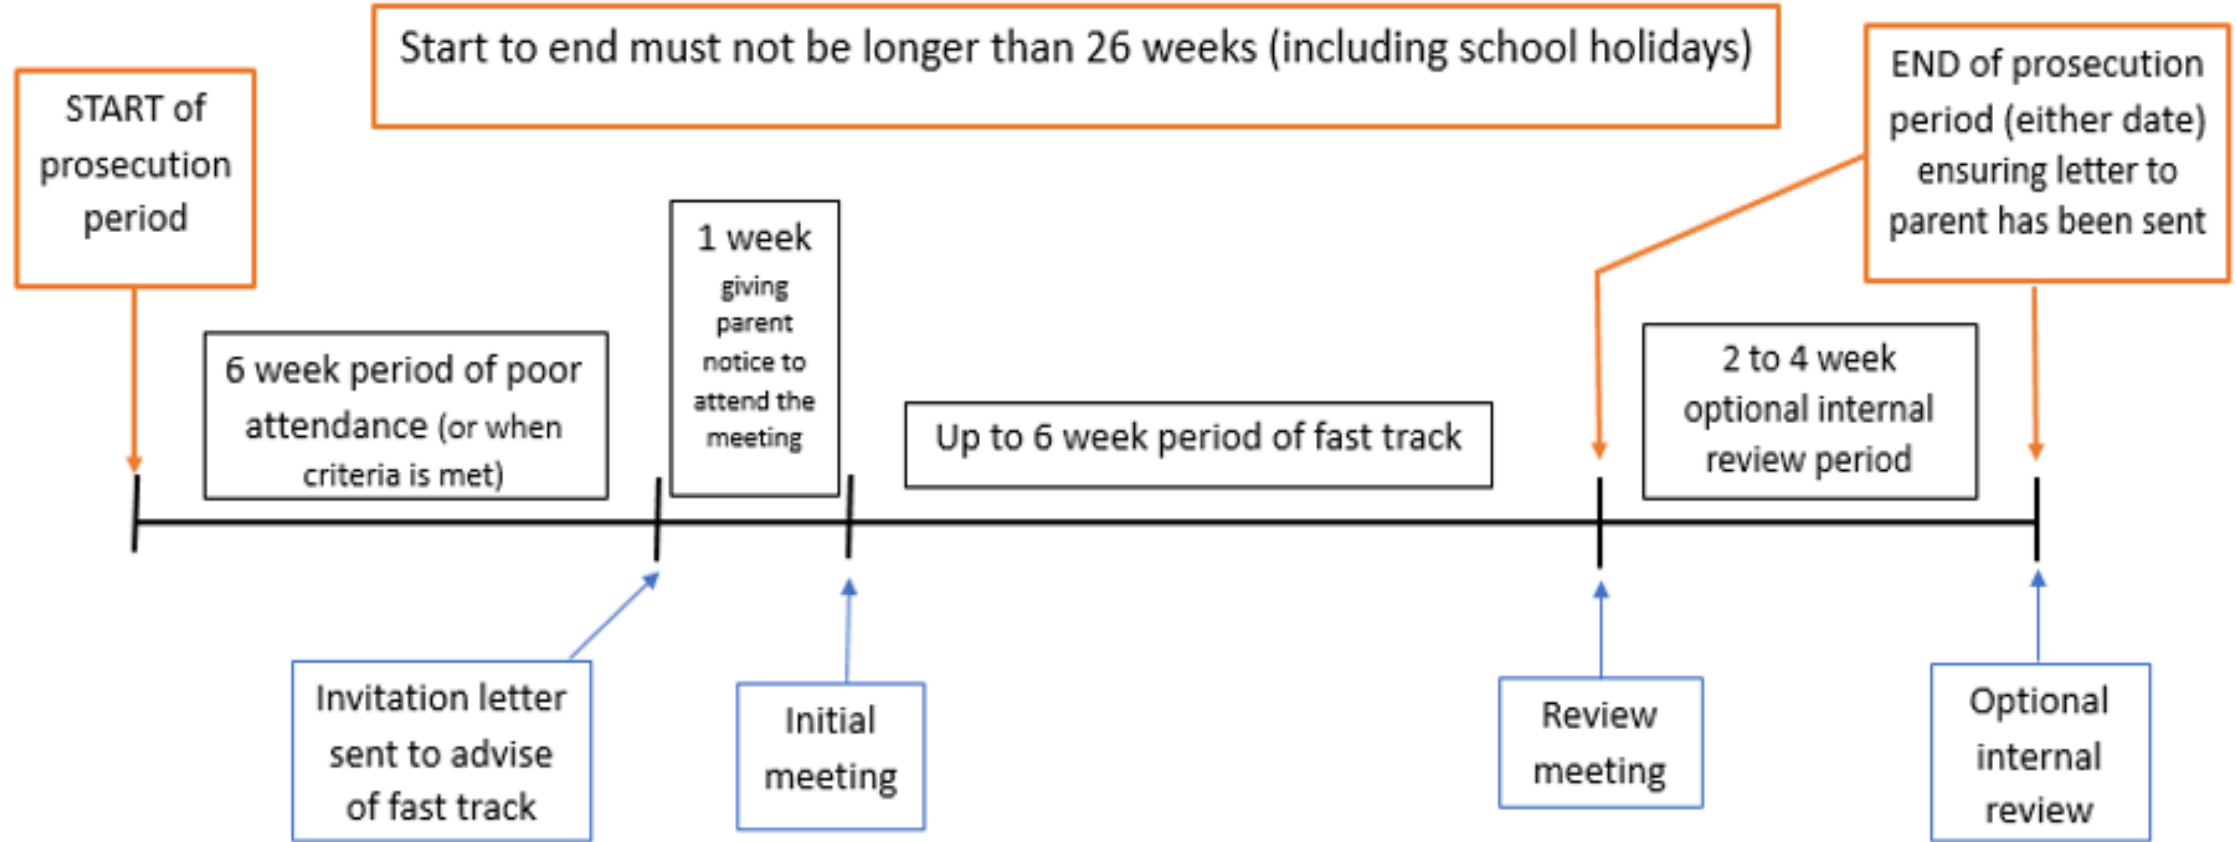 Start to end must not be longer than 26 weeks (including school holidays)
START of
prosecution
period
END of prosecution
period (either date)
ensuring letter to
parent has been sent
6 week period of poor
attendance (or when
criteria is met)
1 week
giving
parent
notice to
attend the
meeting
Up to 6 week period of fast track
2 to 4 week
optional internal
review period
Invitation letter
sent to advise
of fast track
Initial
meeting
Review
meeting
Optional
internal
review